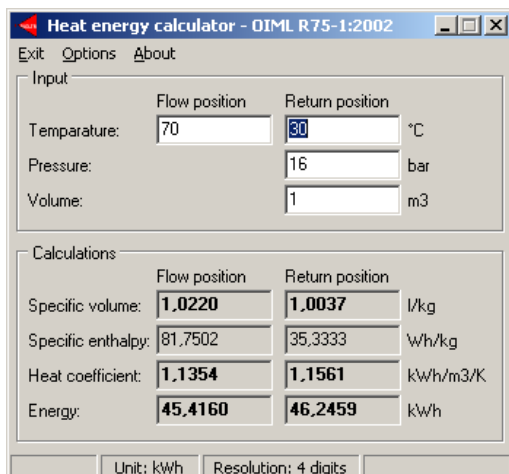 Heat energy calculator - OIML R75-1:2002
Exit Options About
Input
Flow position Return position
Temparature: 70 30 °C
Pressure: 16 bar
Volume: 1 m3
Calculations
Flow position Return position
Specific volume: 1,0220 1,0037 l/kg
Specific enthalpy: 81,7502 35,3333 Wh/kg
Heat coefficient: 1,1354 1,1561 kWh/m3/K
Energy: 45,4160 46,2459 kWh
Unit: kWh Resolution: 4 digits